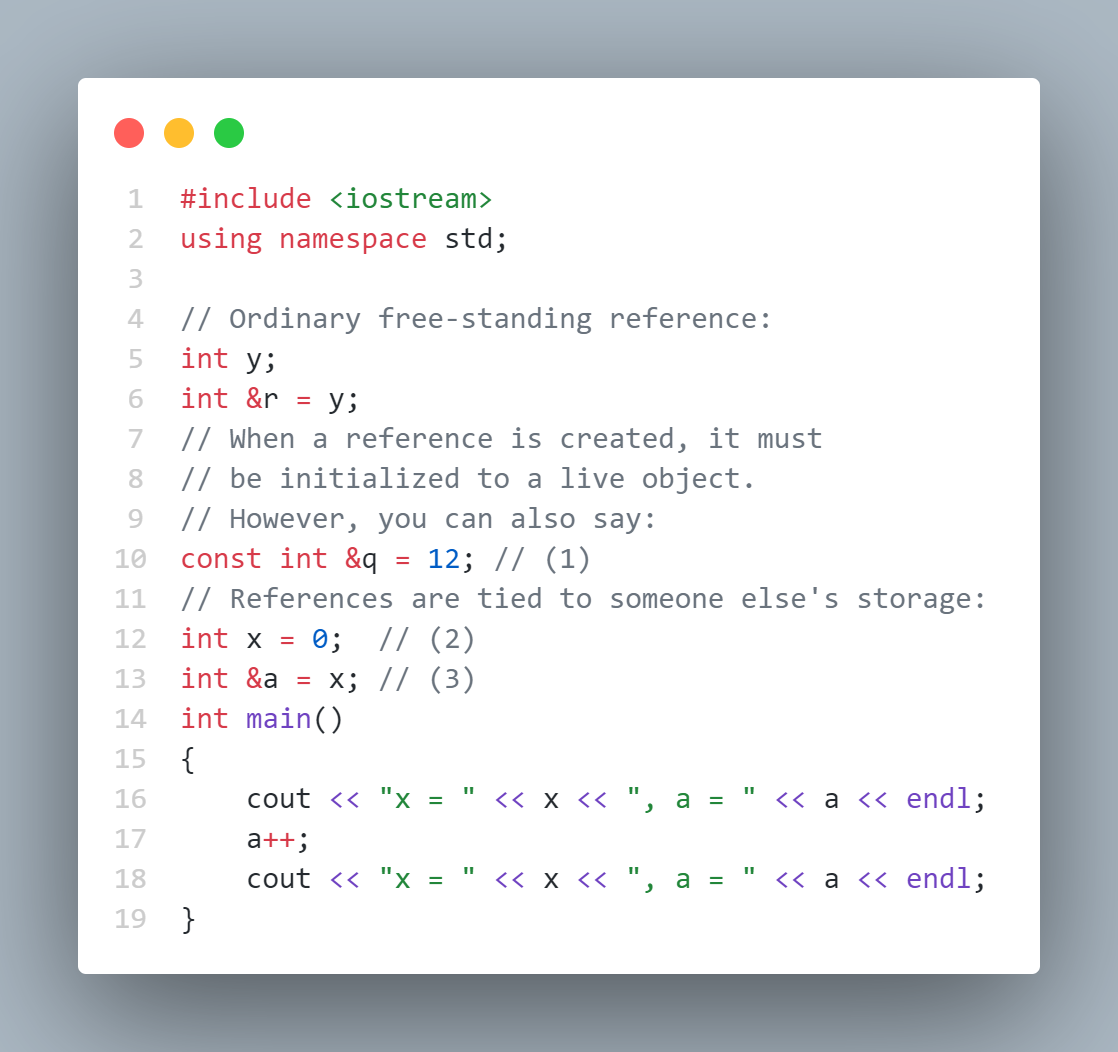 1 #include <iostream>
2 using namespace std;
3
4 // Ordinary free-standing reference:
5 int y;
6 int &r = y;
7 // When a reference is created, it must
8 // be initialized to a live object.
9 // However, you can also say:
10 const int &q = 12; // (1)
11 // References are tied to someone else's storage:
12 int x = 0;  // (2)
13 int &a = x; // (3)
14 int main()
15 {
16     cout << "x = " << x << ", a = " << a << endl;
17     a++;
18     cout << "x = " << x << ", a = " << a << endl;
19 }